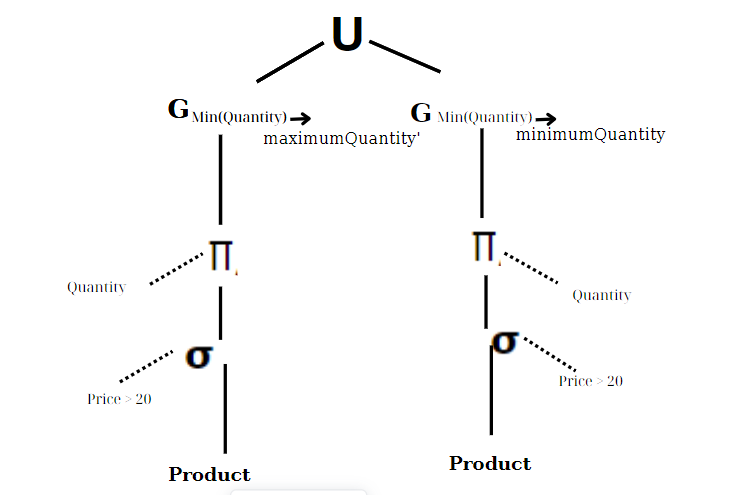 U
G Min(Quantity) → maximumQuantity'
G Min(Quantity) → minimumQuantity
Π
Π
Quantity
Quantity
σ
σ
Price > 20
Price > 20
Product
Product